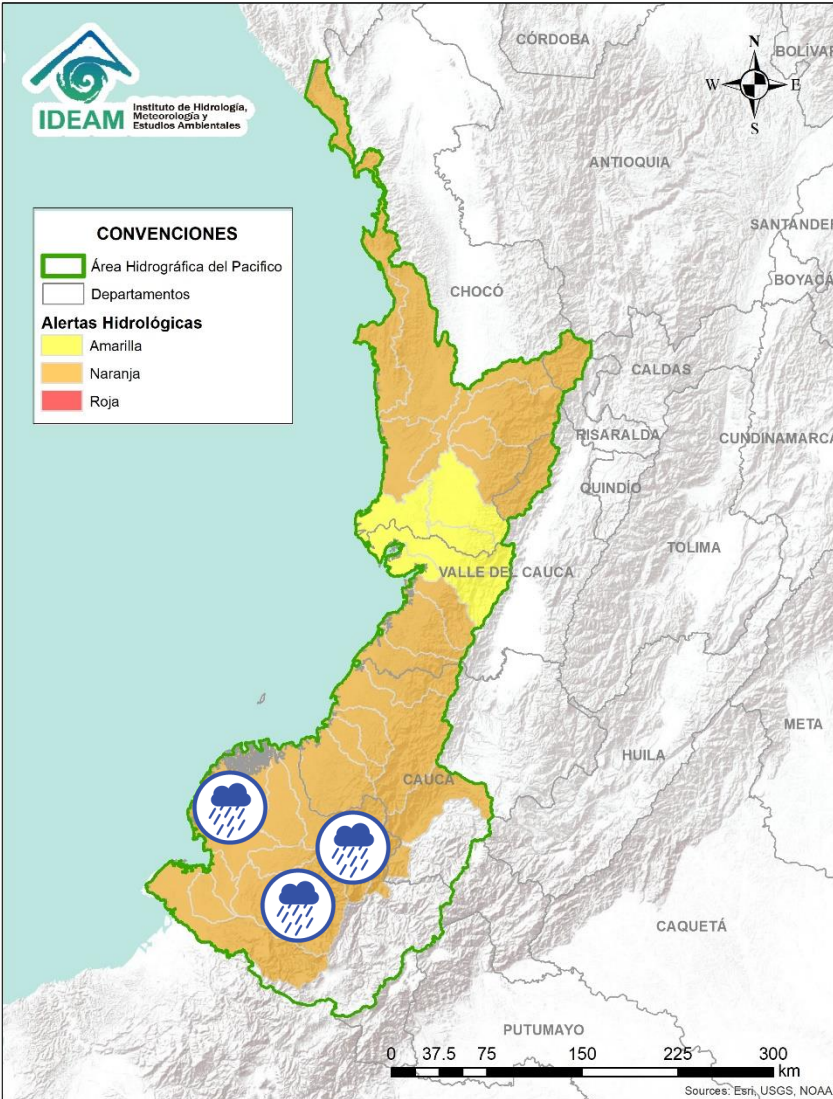 IDEAM
Instituto de Hidrología,
Meteorología y
Estudios Ambientales
CÓRDOBA
BOLÍVAR
N
W
E
S
ANTIOQUIA
SANTANDER
BOYACÁ
CONVENCIONES
Área Hidrográfica del Pacifico
Departamentos
Alertas Hidrológicas
Amarilla
Naranja
Roja
CHOCÓ
CALDAS
RISARALDA
CUNDINAMARCA
QUINDÍO
TOLIMA
VALLE DEL CAUCA
META
HUILA
CAUCA
CAQUETÁ
PUTUMAYO
0 37.5 75 150 225 300
km
Sources: Esri, USGS, NOAA